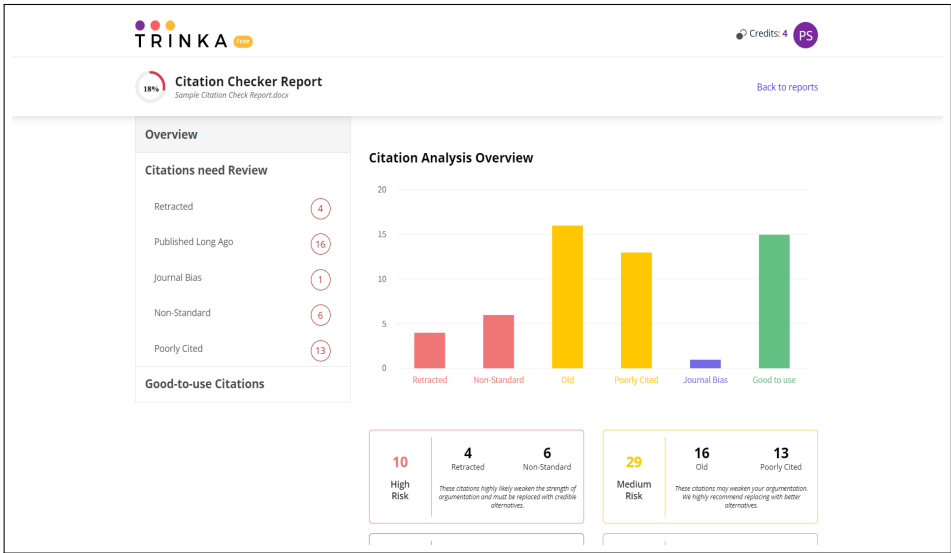 TRINKA Free
Credits: 4 PS
18%
Citation Checker Report
Sample Citation Check Report.docx
Back to reports
Overview
Citations need Review
Retracted 4
Published Long Ago 16
Journal Bias 1
Non-Standard 6
Poorly Cited 13
Good-to-use Citations
Citation Analysis Overview
20
15
10
5
0
Retracted Non-Standard Old Poorly Cited Journal Bias Good to use
10
High
Risk
4
Retracted
6
Non-Standard
These citations highly likely weaken the strength of
argumentation and must be replaced with credible
alternatives.
29
Medium
Risk
16
Old
13
Poorly Cited
These citations may weaken your argumentation.
We highly recommend replacing with better
alternatives.